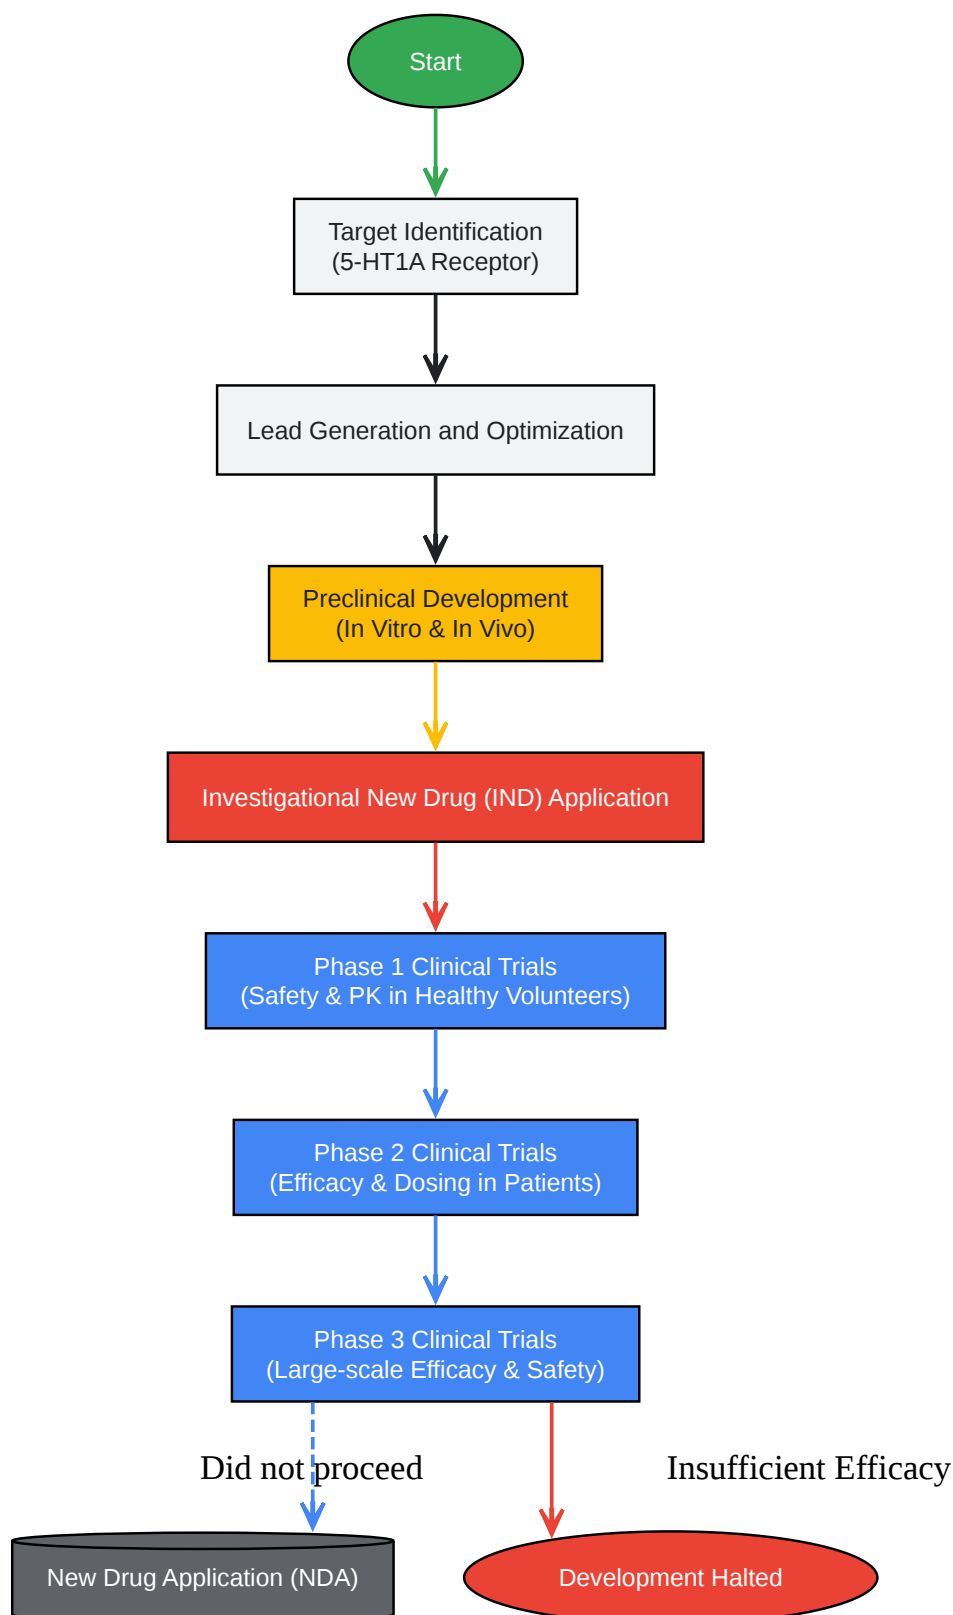 Start
Target Identification
(5-HT1A Receptor)
Lead Generation and Optimization
Preclinical Development
(In Vitro & In Vivo)
Investigational New Drug (IND) Application
Phase 1 Clinical Trials
(Safety & PK in Healthy Volunteers)
Phase 2 Clinical Trials
(Efficacy & Dosing in Patients)
Phase 3 Clinical Trials
(Large-scale Efficacy & Safety)
Did not proceed
Insufficient Efficacy
New Drug Application (NDA)
Development Halted